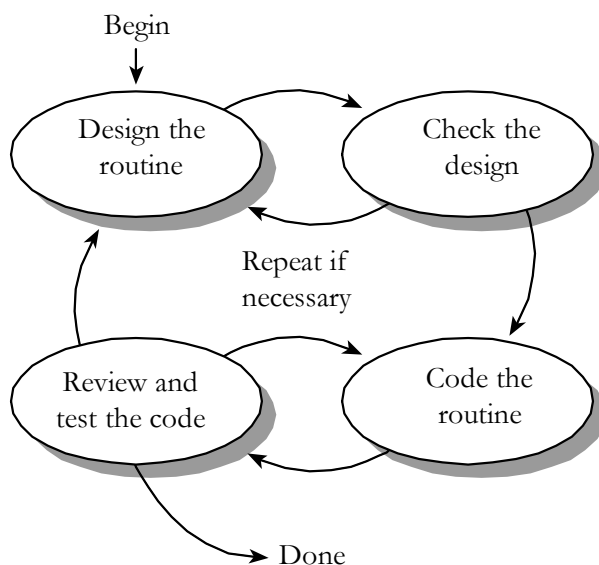 Begin
Design the
routine
Check the
design
Repeat if
necessary
Review and
test the code
Code the
routine
Done